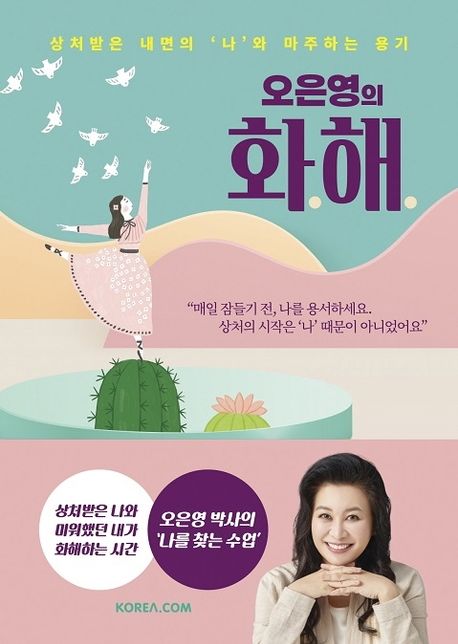 상처받은 내면의 ‘나’와 마주하는 용기
오은영의
화.해.
“매일 잠들기 전, 나를 용서하세요.
상처의 시작은 ‘나’ 때문이 아니었어요”
상처받은 나와
미워했던 내가
화해하는 시간
오은영 박사의
‘나를 찾는 수업’
KOREA.COM